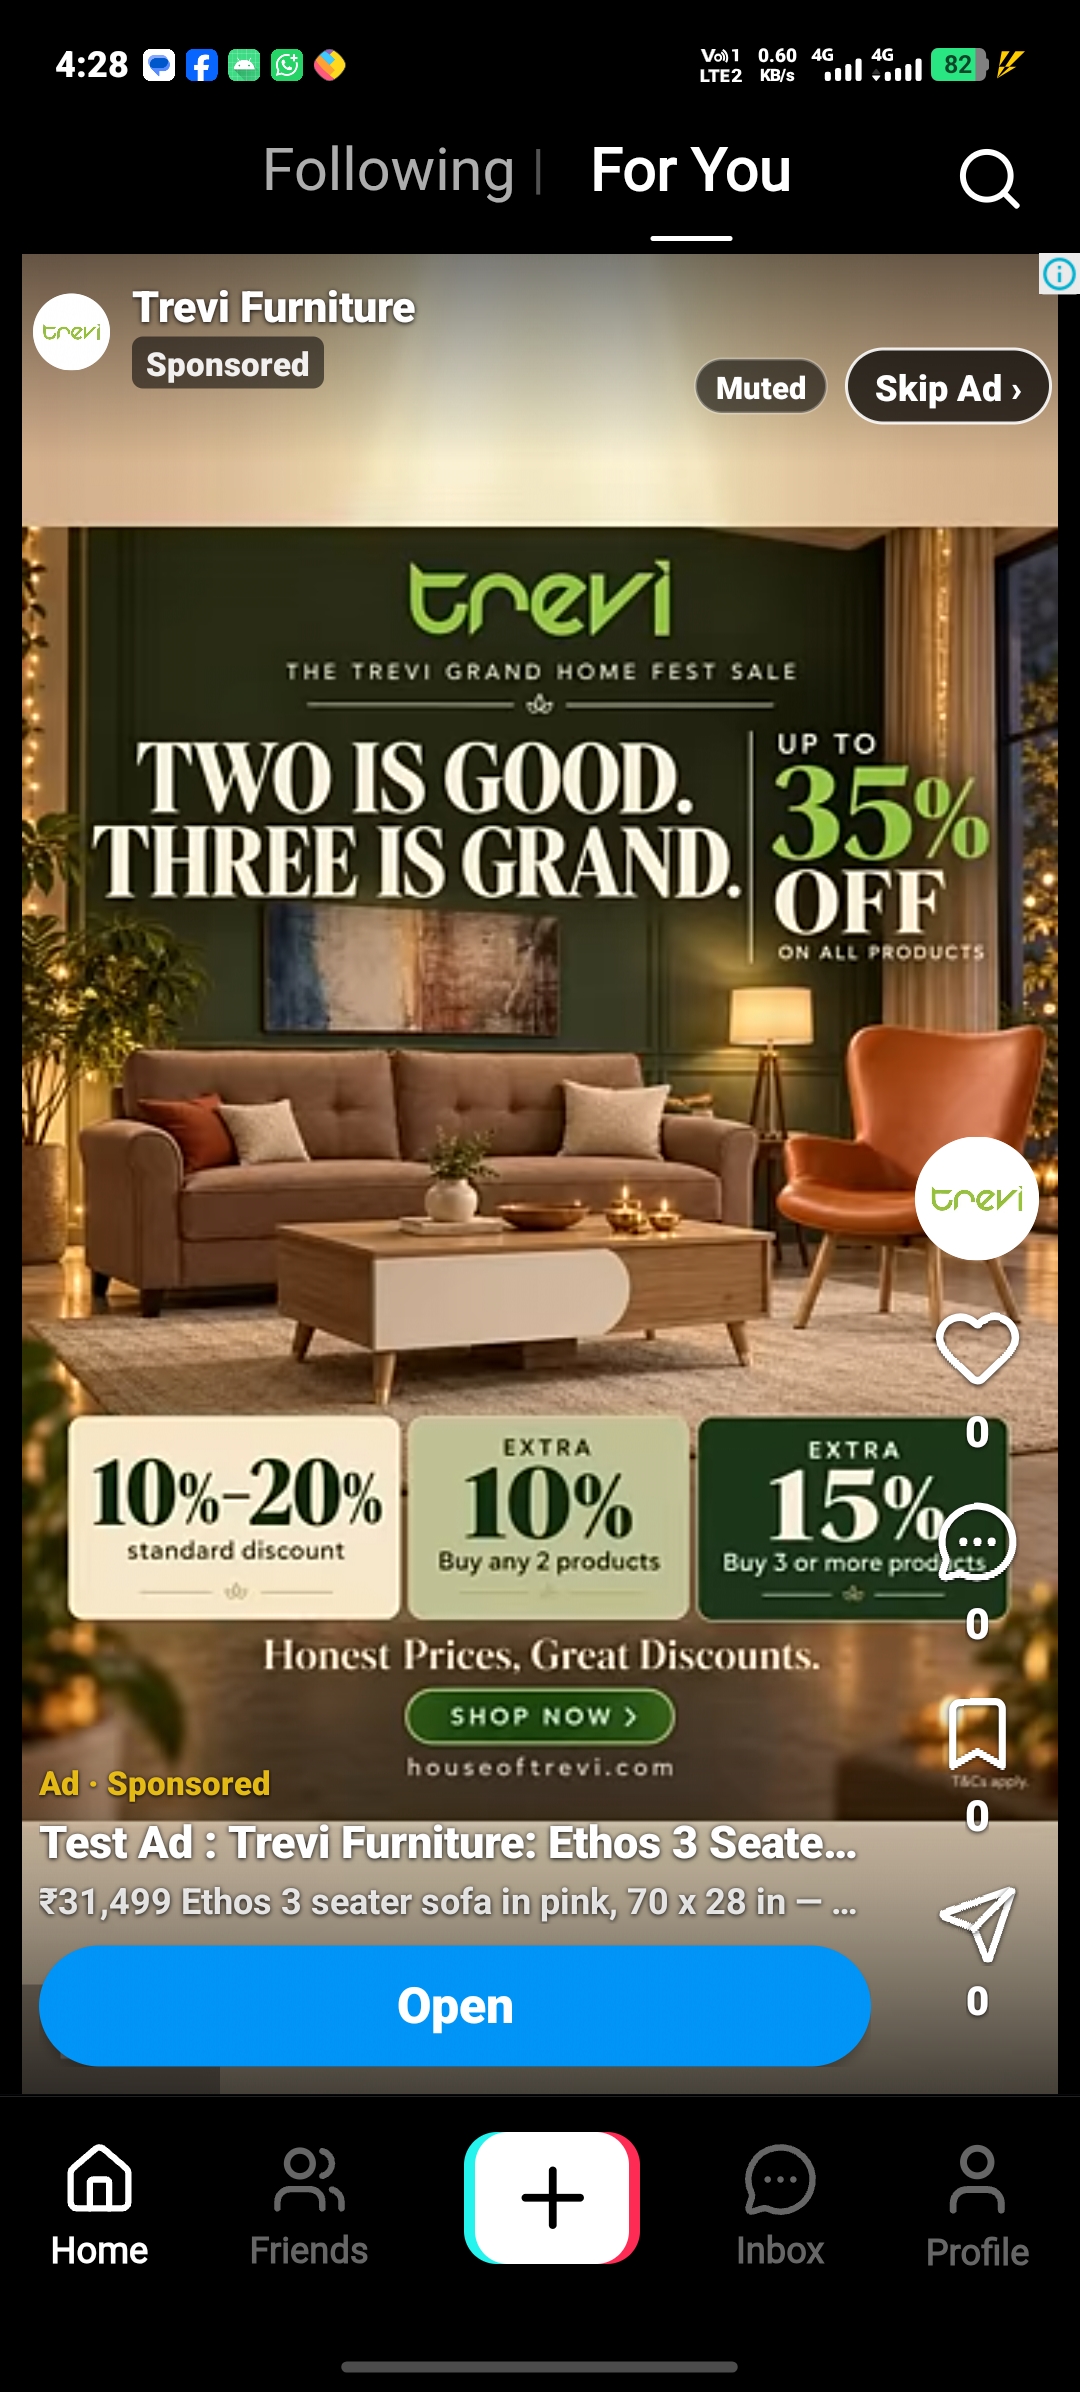 4:28
Vo) 1
LTE2
0.60
KB/s
4G
4G
82
Following | For You
trevi
Trevi Furniture
Sponsored
Muted
Skip Ad ›
trevi
THE TREVI GRAND HOME FEST SALE
TWO IS GOOD.
THREE IS GRAND.
UP TO
35%
OFF
ON ALL PRODUCTS
trevi
0
10%-20%
standard discount
EXTRA
10%
Buy any 2 products
EXTRA
15%
Buy 3 or more products
0
Honest Prices, Great Discounts.
SHOP NOW >
houseoftrevi.com
T&Cs apply.
0
Ad · Sponsored
Test Ad : Trevi Furniture: Ethos 3 Seate...
₹31,499 Ethos 3 seater sofa in pink, 70 x 28 in — ...
Open
0
Home
Friends
Inbox
Profile